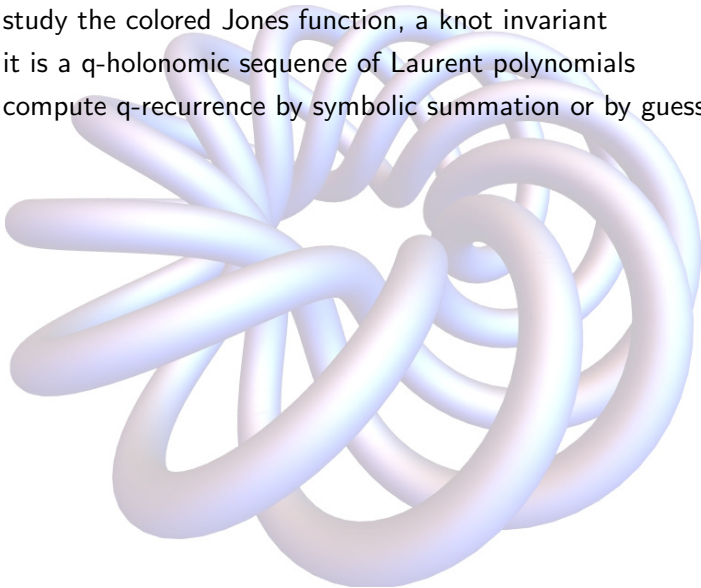 study the colored Jones function, a knot invariant
it is a q-holonomic sequence of Laurent polynomials
compute q-recurrence by symbolic summation or by guess